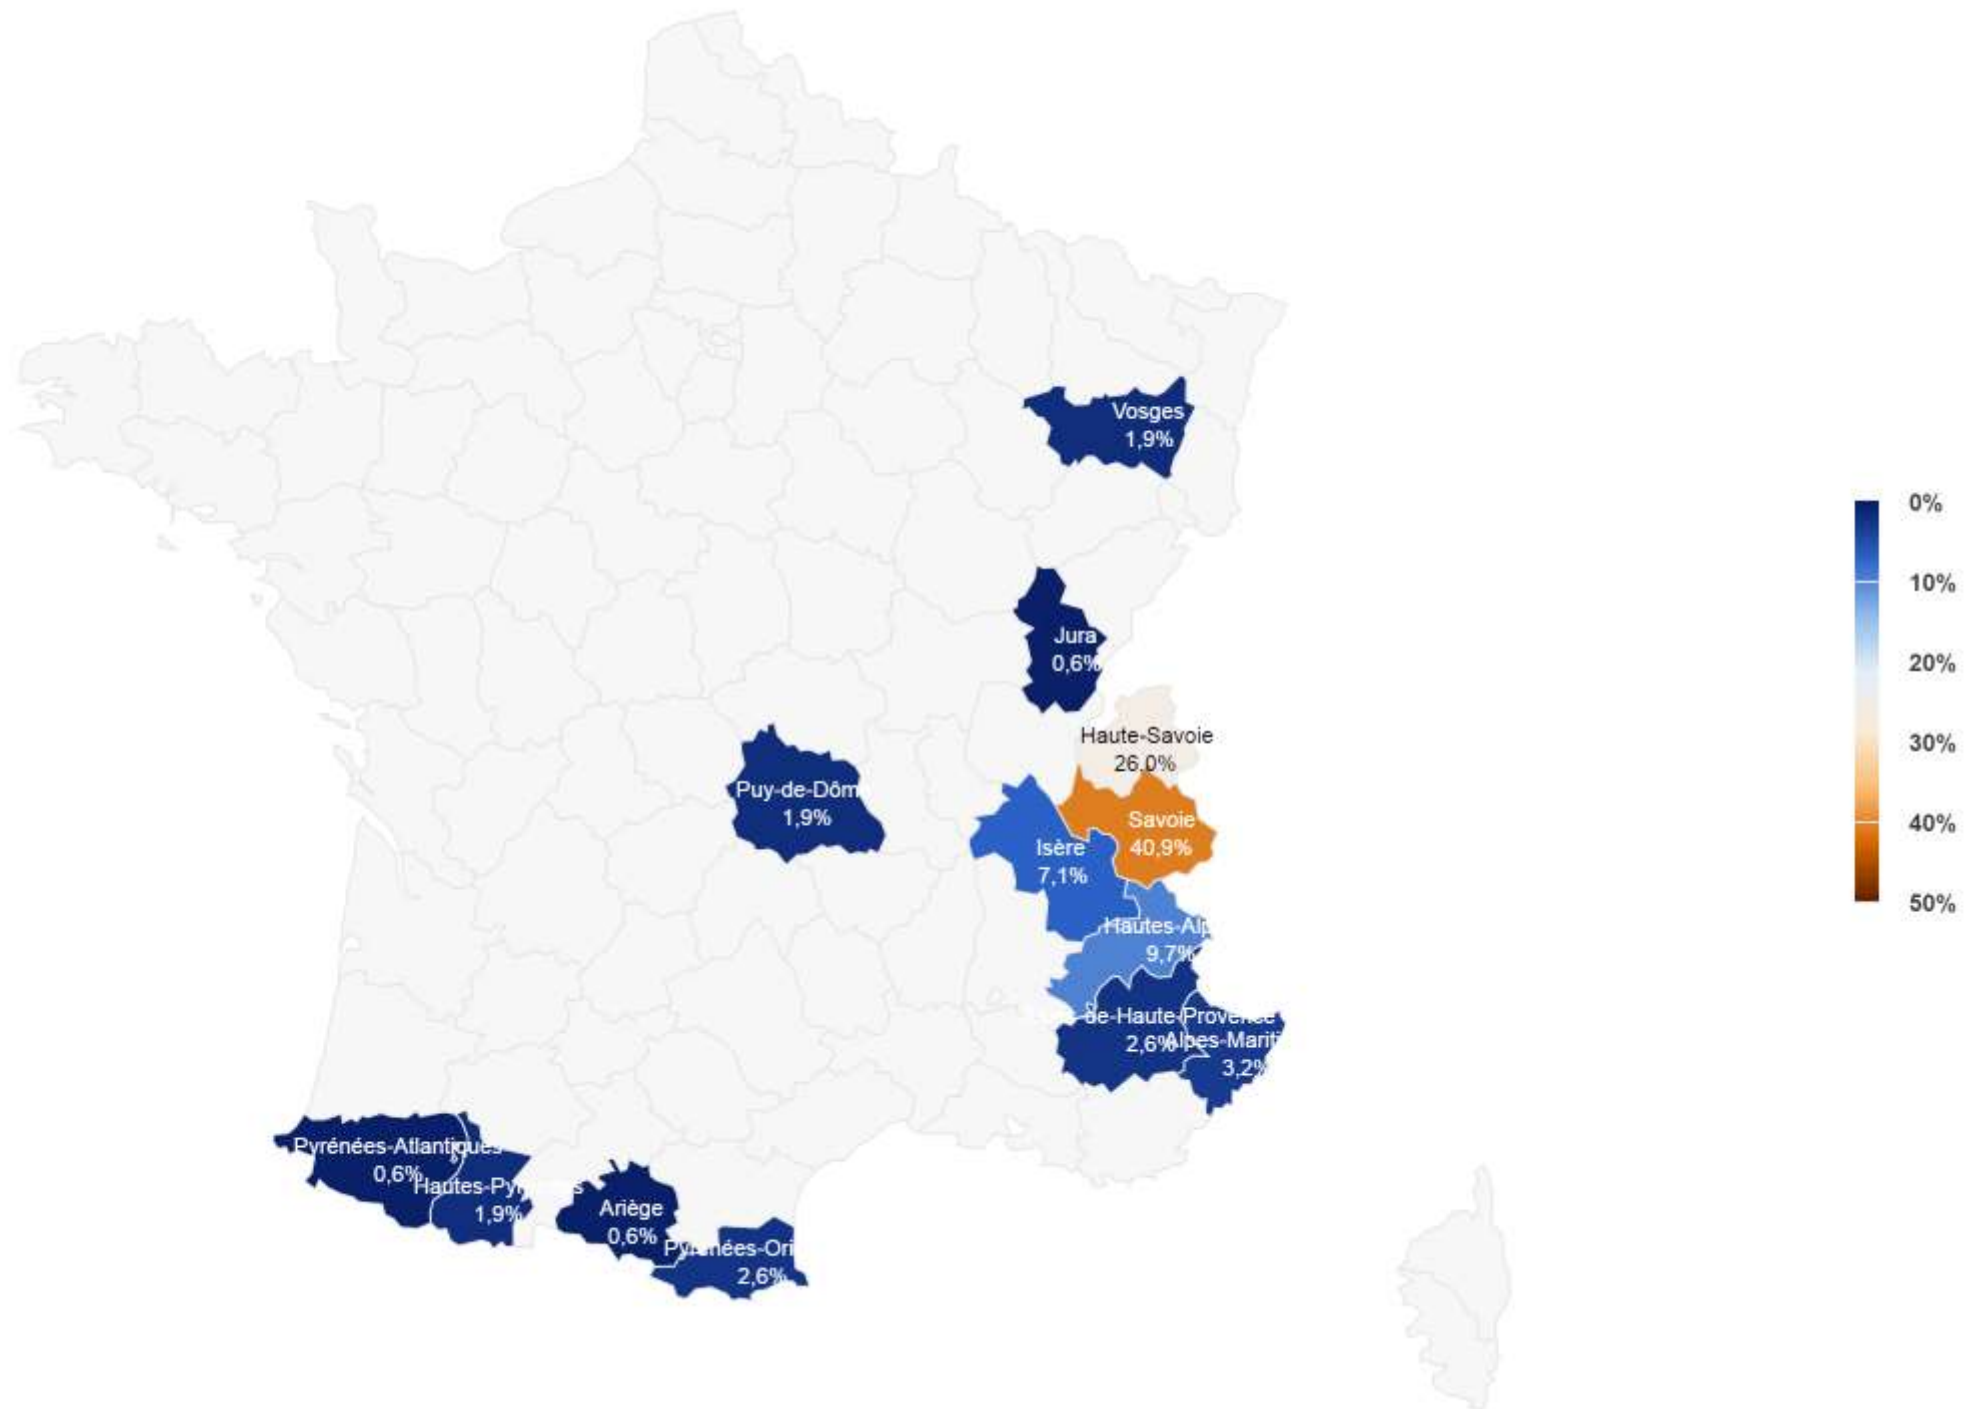 Vosges
1,9%
0%
10%
20%
30%
40%
50%
Jura
0,6%
Haute-Savoie
26,0%
Puy-de-Dôm
1,9%
Savoie
40,9%
Isère
7,1%
Hautes-Alp
9,7%
de-Haute-Provence
2,6%
Alpes-Mariti
3,2%
Pyrénées-Atlantiques
0,6%
Hautes-Pyrénées
1,9%
Ariège
0,6%
Pyrénées-Ori
2,6%